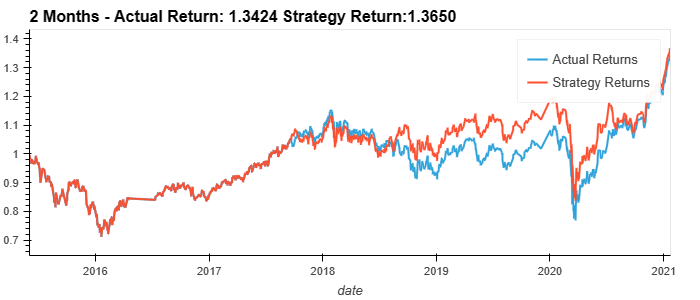 2 Months - Actual Return: 1.3424 Strategy Return:1.3650
1.4
1.3
1.2
1.1
1
0.9
0.8
0.7
Actual Returns
Strategy Returns
2016 2017 2018 2019 2020 2021
date